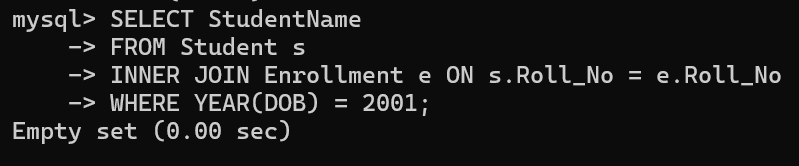 mysql> SELECT StudentName
    -> FROM Student s
    -> INNER JOIN Enrollment e ON s.Roll_No = e.Roll_No
    -> WHERE YEAR(DOB) = 2001;
Empty set (0.00 sec)